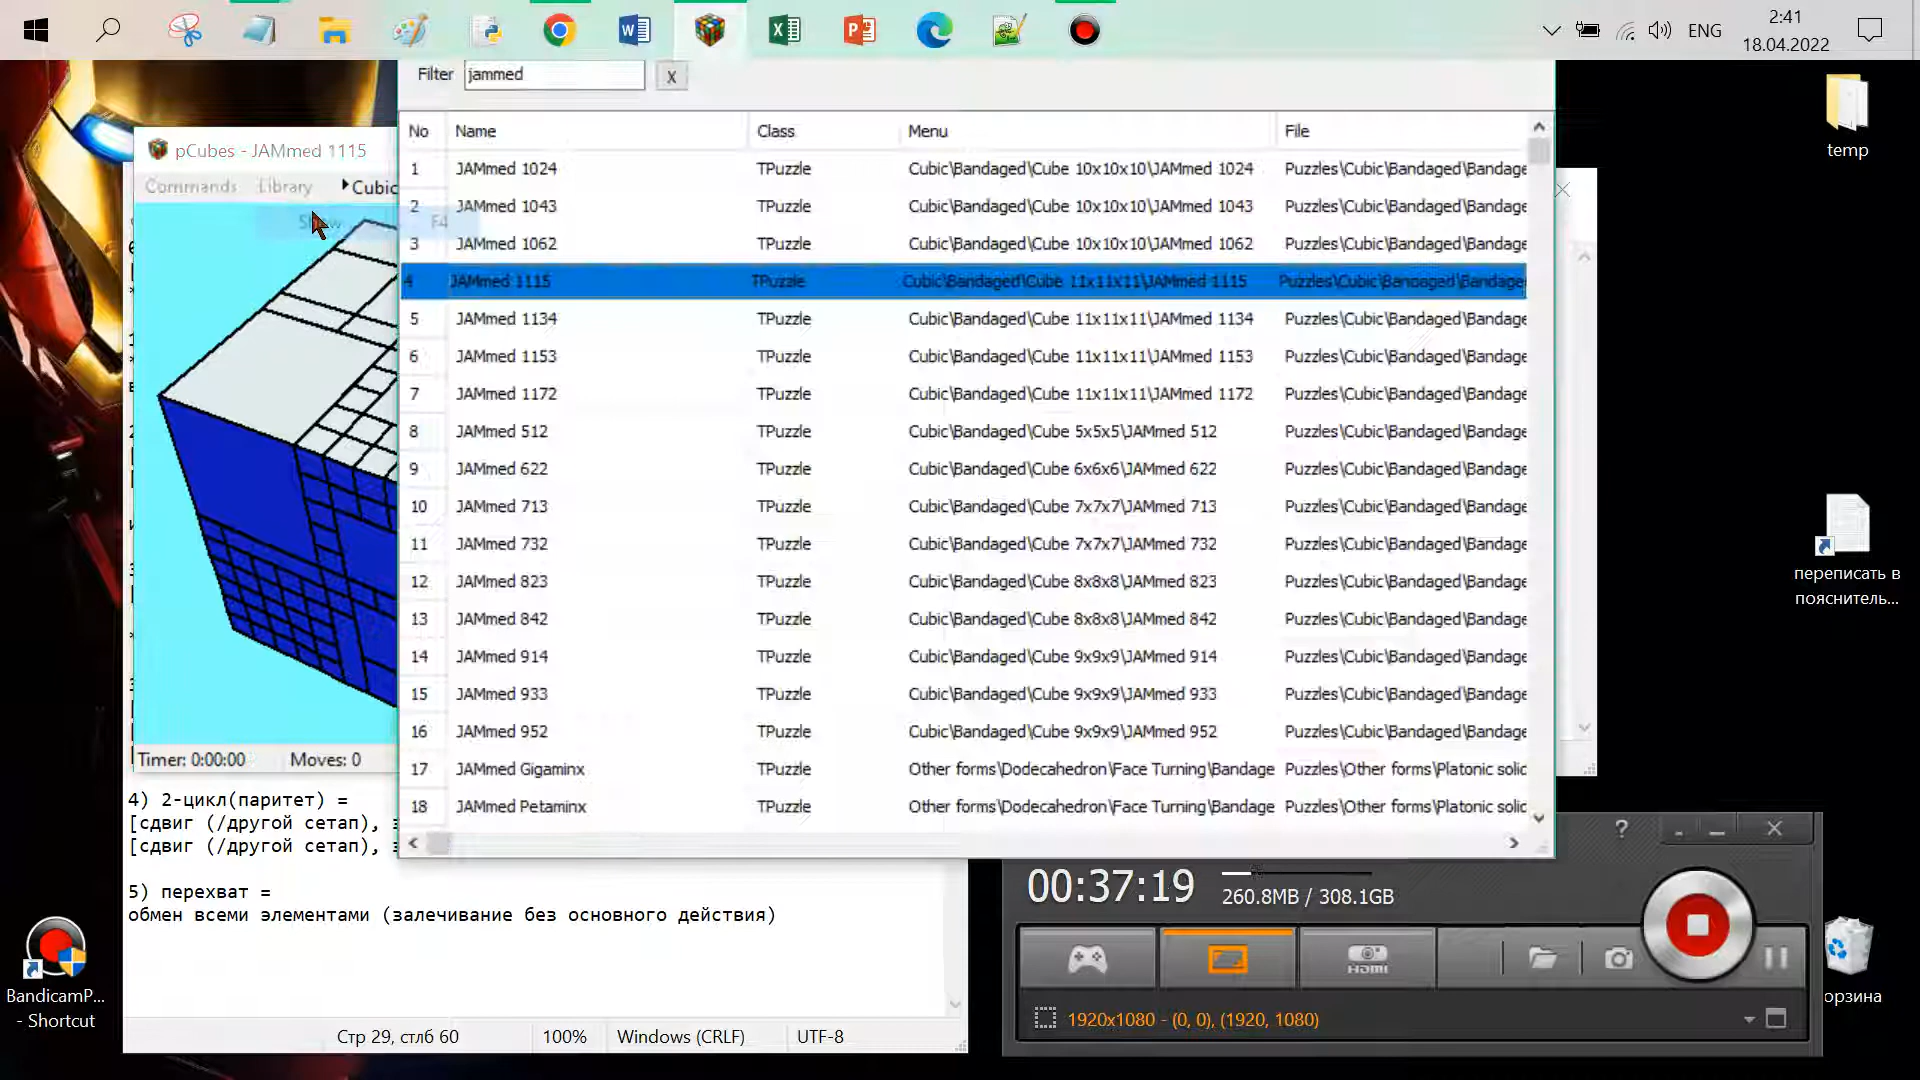 ENG
2:41
18.04.2022
Filter jammed x
No Name Class Menu File
1 JAMmed 1024 TPuzzle Cubic\Bandaged\Cube 10x10x10\JAMmed 1024 Puzzles\Cubic\Bandaged\Bandage
2 JAMmed 1043 TPuzzle Cubic\Bandaged\Cube 10x10x10\JAMmed 1043 Puzzles\Cubic\Bandaged\Bandage
3 JAMmed 1062 TPuzzle Cubic\Bandaged\Cube 10x10x10\JAMmed 1062 Puzzles\Cubic\Bandaged\Bandage
4 JAMmed 1115 TPuzzle Cubic\Bandaged\Cube 11x11x11\JAMmed 1115 Puzzles\Cubic\Bandaged\Bandage
5 JAMmed 1134 TPuzzle Cubic\Bandaged\Cube 11x11x11\JAMmed 1134 Puzzles\Cubic\Bandaged\Bandage
6 JAMmed 1153 TPuzzle Cubic\Bandaged\Cube 11x11x11\JAMmed 1153 Puzzles\Cubic\Bandaged\Bandage
7 JAMmed 1172 TPuzzle Cubic\Bandaged\Cube 11x11x11\JAMmed 1172 Puzzles\Cubic\Bandaged\Bandage
8 JAMmed 512 TPuzzle Cubic\Bandaged\Cube 5x5x5\JAMmed 512 Puzzles\Cubic\Bandaged\Bandage
9 JAMmed 622 TPuzzle Cubic\Bandaged\Cube 6x6x6\JAMmed 622 Puzzles\Cubic\Bandaged\Bandage
10 JAMmed 713 TPuzzle Cubic\Bandaged\Cube 7x7x7\JAMmed 713 Puzzles\Cubic\Bandaged\Bandage
11 JAMmed 732 TPuzzle Cubic\Bandaged\Cube 7x7x7\JAMmed 732 Puzzles\Cubic\Bandaged\Bandage
12 JAMmed 823 TPuzzle Cubic\Bandaged\Cube 8x8x8\JAMmed 823 Puzzles\Cubic\Bandaged\Bandage
13 JAMmed 842 TPuzzle Cubic\Bandaged\Cube 8x8x8\JAMmed 842 Puzzles\Cubic\Bandaged\Bandage
14 JAMmed 914 TPuzzle Cubic\Bandaged\Cube 9x9x9\JAMmed 914 Puzzles\Cubic\Bandaged\Bandage
15 JAMmed 933 TPuzzle Cubic\Bandaged\Cube 9x9x9\JAMmed 933 Puzzles\Cubic\Bandaged\Bandage
16 JAMmed 952 TPuzzle Cubic\Bandaged\Cube 9x9x9\JAMmed 952 Puzzles\Cubic\Bandaged\Bandage
17 JAMmed Gigaminx TPuzzle Other forms\Dodecahedron\Face Turning\Bandage Puzzles\Other forms\Platonic solid
18 JAMmed Petaminx TPuzzle Other forms\Dodecahedron\Face Turning\Bandage Puzzles\Other forms\Platonic solid
pCubes - JAMmed 1115
Commands Library Cubic
Show F4
Timer: 0:00:00 Moves: 0
4) 2-цикл(паритет) =
[сдвиг (/другой сетап),
[сдвиг (/другой сетап),
5) перехват =
обмен всеми элементами (залечивание без основного действия)
Стр 29, стлб 60 100% Windows (CRLF) UTF-8
BandicamP...
- Shortcut
temp
переписать в
пояснитель...
орзина
?
00:37:19 260.8MB / 308.1GB
HDMI
1920x1080 - (0, 0), (1920, 1080)